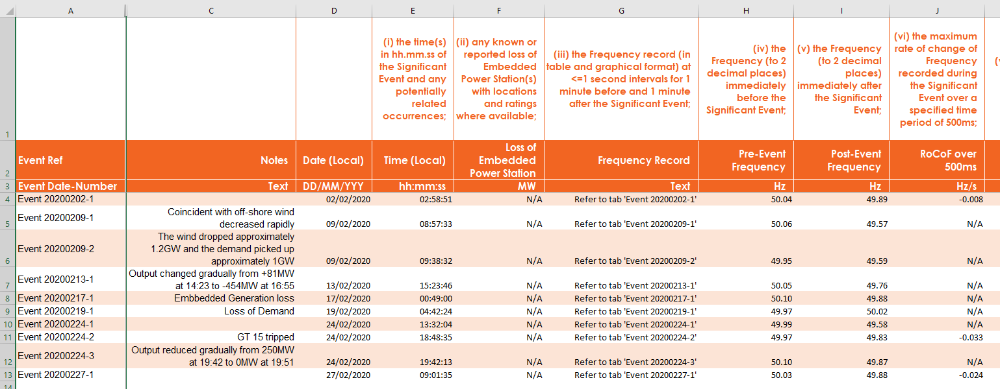 A C D E F G H I J
1
(i) the time(s)
in hh.mm.ss of
the Significant
Event and any
potentially
related
occurrences;
(ii) any known or
reported loss of
Embedded
Power Station(s)
with locations
and ratings
where available;
(iii) the Frequency record (in
table and graphical format) at
<=1 second intervals for 1
minute before and 1 minute
after the Significant Event;
(iv) the
Frequency (to 2
decimal places)
immediately
before the
Significant Event;
(v) the Frequency
(to 2 decimal
places)
immediately after
the Significant
Event;
(vi) the maximum
rate of change of
Frequency
recorded during
the Significant
Event over a
specified time
period of 500ms;
2
Event Ref
Notes
Date (Local)
Time (Local)
Loss of
Embedded
Power Station
Frequency Record
Pre-Event
Frequency
Post-Event
Frequency
RoCoF over
500ms
3 Event Date-Number Text DD/MM/YYY hh:mm:ss MW Text Hz Hz Hz/s
4 Event 20200202-1 02/02/2020 02:58:51 N/A Refer to tab 'Event 20200202-1' 50.04 49.89 -0.008
Event 20200209-1
Coincident with off-shore wind
5 decreased rapidly 09/02/2020 08:57:33 N/A Refer to tab 'Event 20200209-1' 50.06 49.57 N/A
The wind dropped approximately
Event 20200209-2 1.2GW and the demand picked up
6 approximately 1GW 09/02/2020 09:38:32 N/A Refer to tab 'Event 20200209-2' 49.95 49.59 N/A
Event 20200213-1
Output changed gradually from +81MW
7 at 14:23 to -454MW at 16:55 13/02/2020 15:23:46 N/A Refer to tab 'Event 20200213-1' 50.05 49.76 N/A
8 Event 20200217-1 Embbedded Generation loss 17/02/2020 00:49:00 N/A Refer to tab 'Event 20200217-1' 50.10 49.88 N/A
9 Event 20200219-1 Loss of Demand 19/02/2020 04:42:24 N/A Refer to tab 'Event 20200219-1' 49.97 50.02 N/A
10 Event 20200224-1 24/02/2020 13:32:04 N/A Refer to tab 'Event 20200224-1' 49.99 49.58 N/A
11 Event 20200224-2 GT 15 tripped 24/02/2020 18:48:35 N/A Refer to tab 'Event 20200224-2' 49.97 49.83 -0.033
Event 20200224-3
Output reduced gradually from 250MW
12 at 19:42 to 0MW at 19:51 24/02/2020 19:42:13 N/A Refer to tab 'Event 20200224-3' 50.10 49.87 N/A
13 Event 20200227-1 27/02/2020 09:01:35 N/A Refer to tab 'Event 20200227-1' 50.03 49.88 -0.024